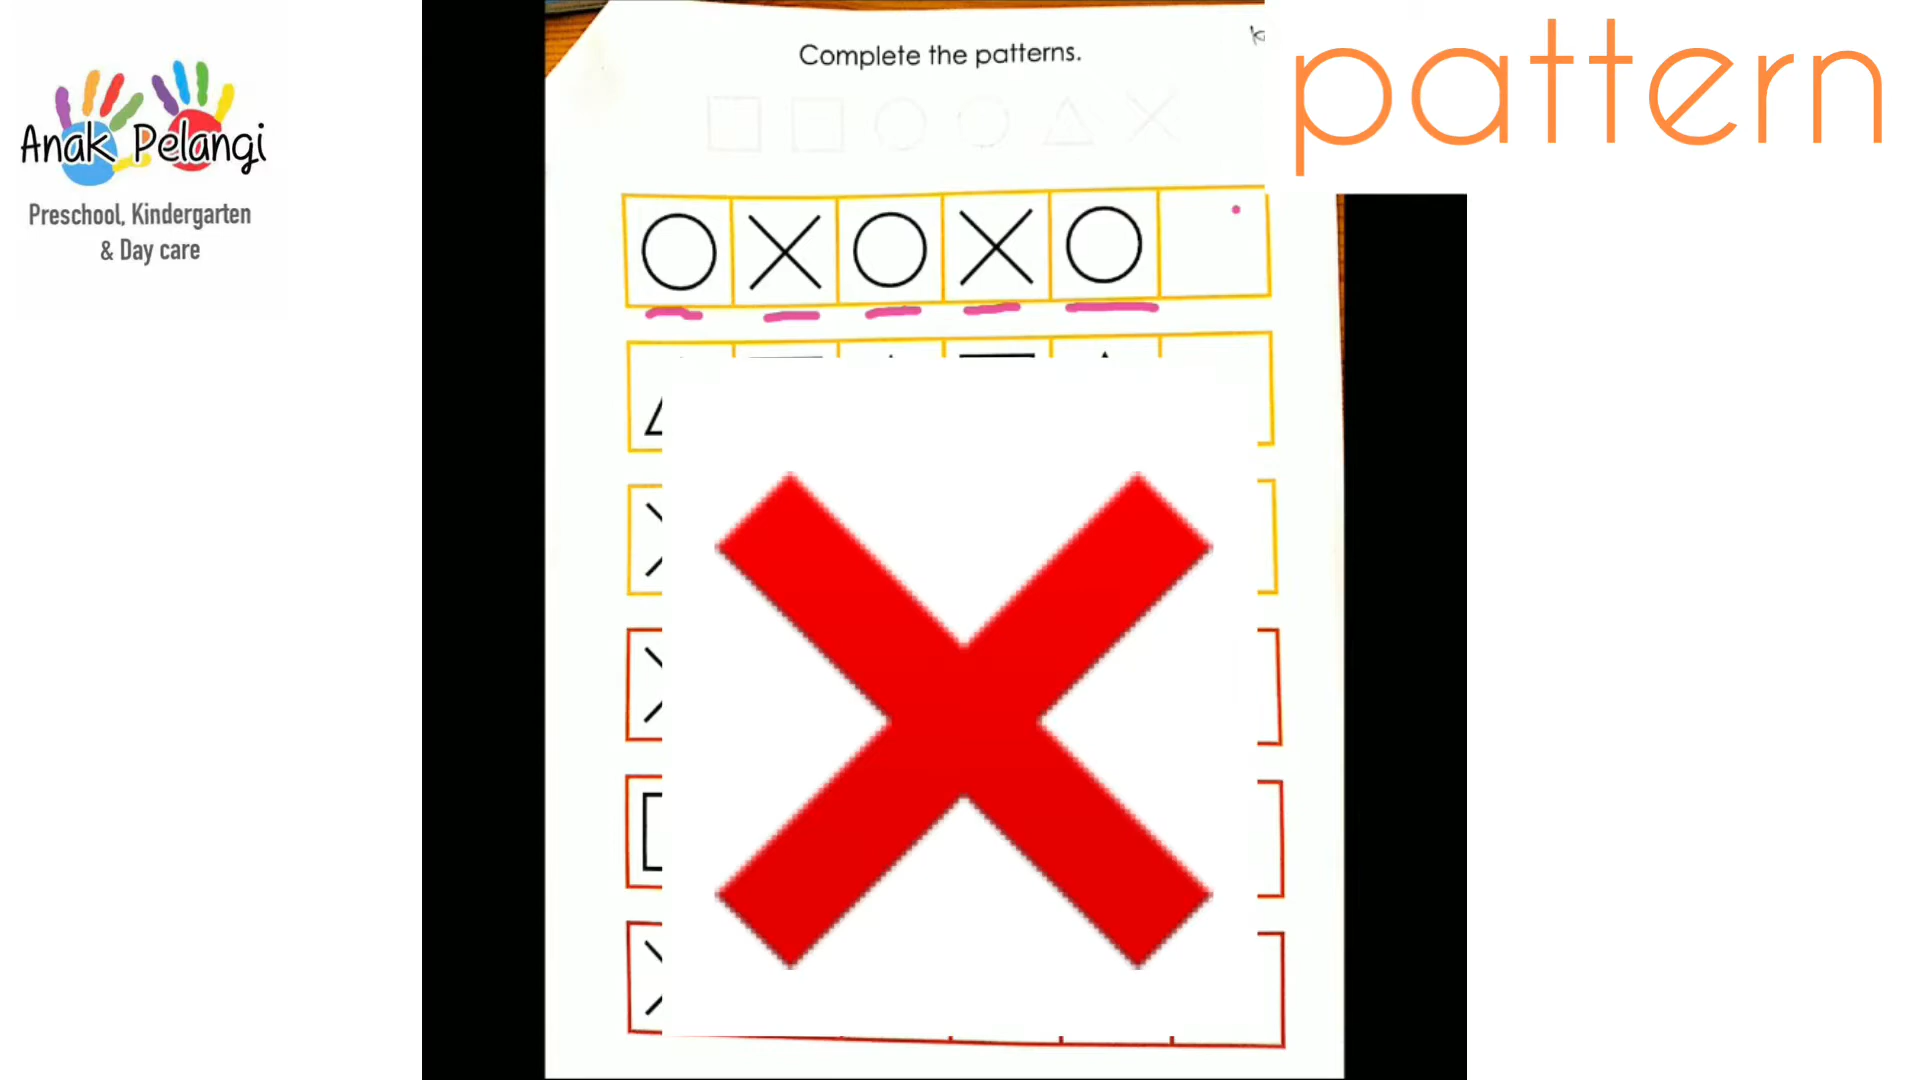 Anak Pelangi
Preschool, Kindergarten
& Day care
Complete the patterns.
pattern